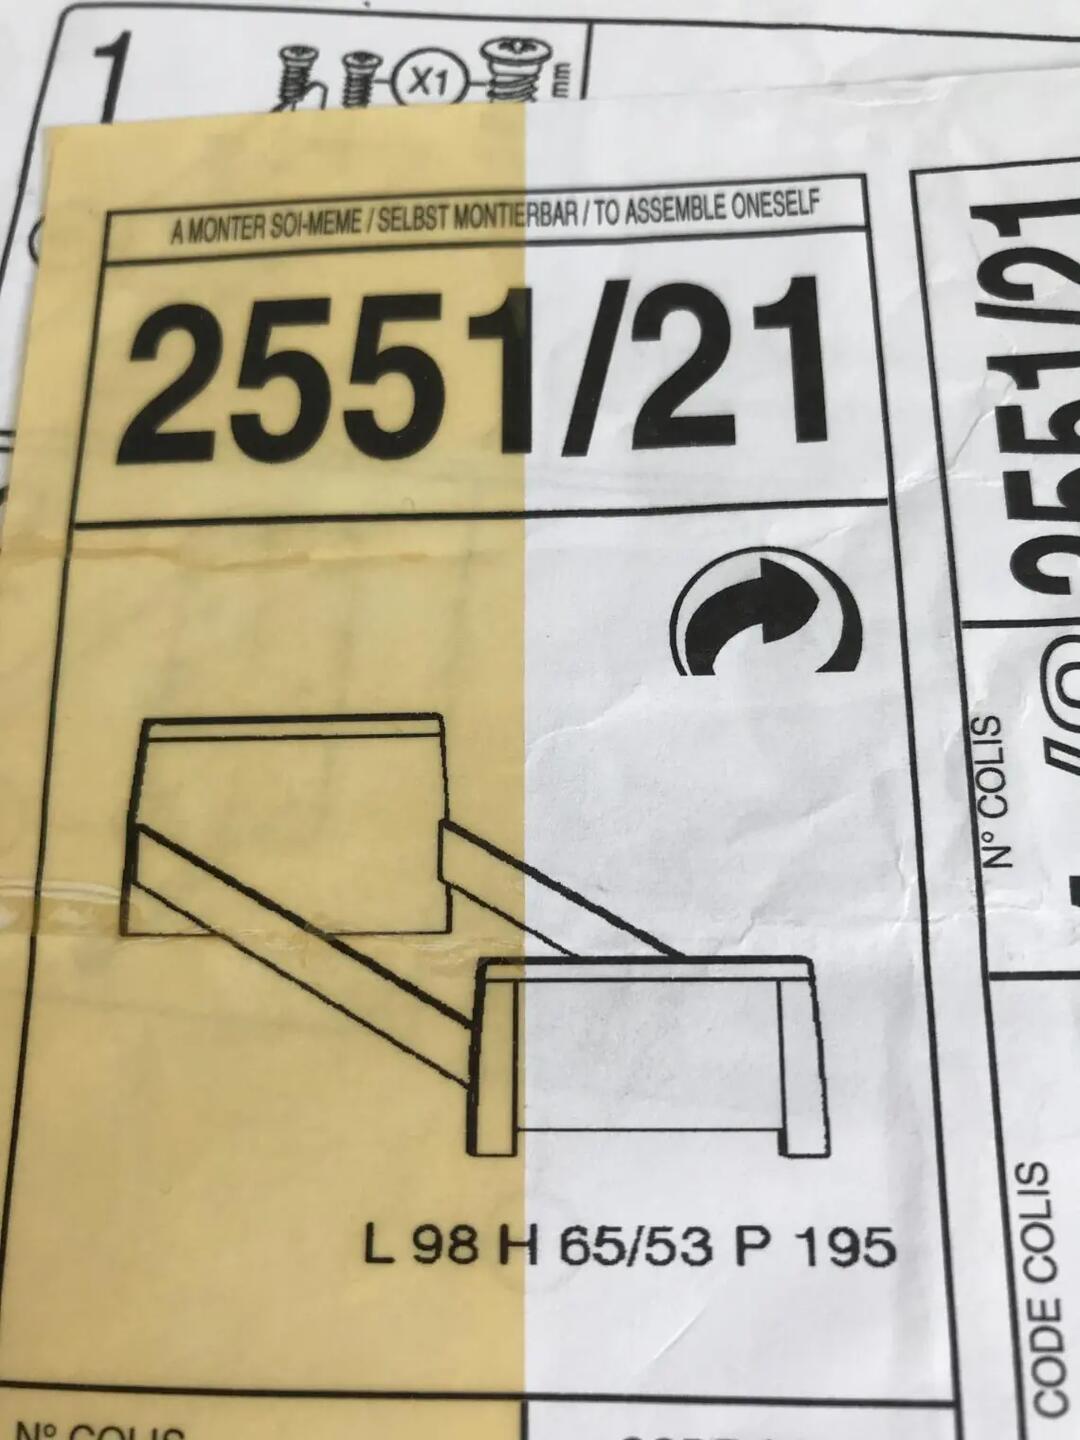 1
X1
mm
A MONTER SOI-MEME / SELBST MONTIERBAR / TO ASSEMBLE ONESELF
2551/21
L 98 H 65/53 P 195
N° COLIS
2551/21
N° COLIS
CODE COLIS